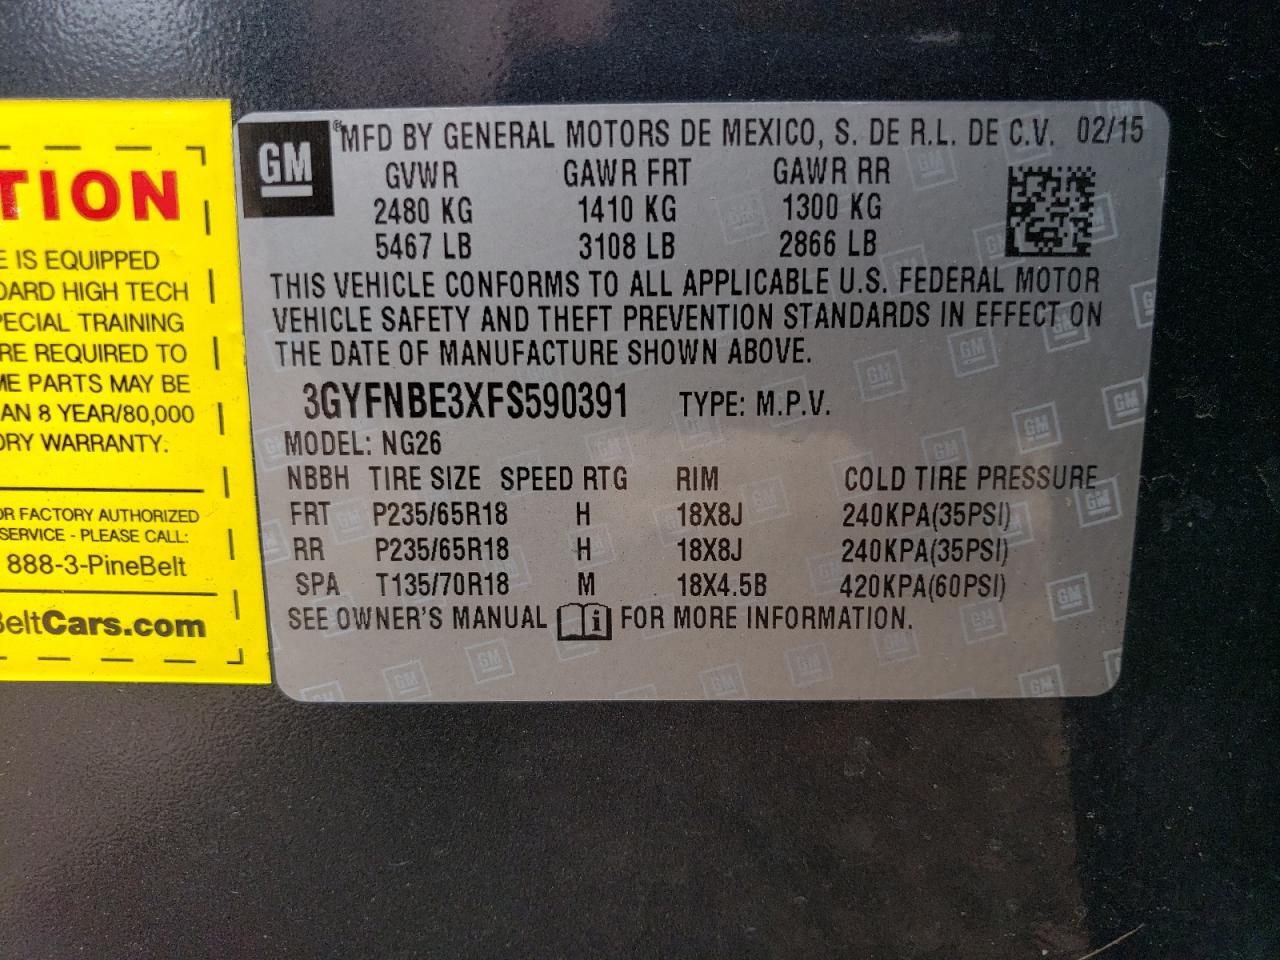 TION
E IS EQUIPPED
DARD HIGH TECH
PECIAL TRAINING
RE REQUIRED TO
ME PARTS MAY BE
AN 8 YEAR/80,000
ORY WARRANTY.
OR FACTORY AUTHORIZED
SERVICE - PLEASE CALL:
888-3-PineBelt
BeltCars.com
GM
®MFD BY GENERAL MOTORS DE MEXICO, S. DE R.L. DE C.V. 02/15
GVWR GAWR FRT GAWR RR
2480 KG 1410 KG 1300 KG
5467 LB 3108 LB 2866 LB
THIS VEHICLE CONFORMS TO ALL APPLICABLE U.S. FEDERAL MOTOR
VEHICLE SAFETY AND THEFT PREVENTION STANDARDS IN EFFECT ON
THE DATE OF MANUFACTURE SHOWN ABOVE.
3GYFNBE3XFS590391 TYPE: M.P.V.
MODEL: NG26
NBBH TIRE SIZE SPEED RTG RIM COLD TIRE PRESSURE
FRT P235/65R18 H 18X8J 240KPA(35PSI)
RR P235/65R18 H 18X8J 240KPA(35PSI)
SPA T135/70R18 M 18X4.5B 420KPA(60PSI)
SEE OWNER'S MANUAL i FOR MORE INFORMATION.